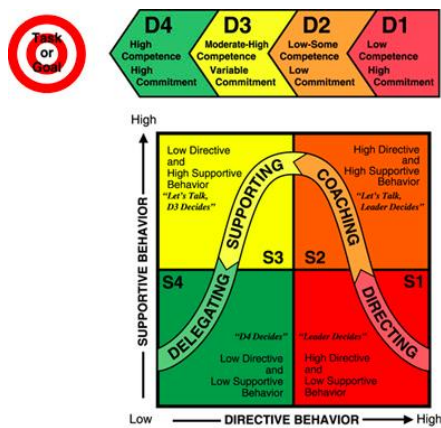 Task
or
Goal
D4
High
Competence
High
Commitment
D3
Moderate-High
Competence
Variable
Commitment
D2
Low-Some
Competence
Low
Commitment
D1
Low
Competence
High
Commitment
High
SUPPORTIVE BEHAVIOR
Low Directive
and
High Supportive
Behavior
"Let's Talk,
D3 Decides"
S3
SUPPORTING
High Directive
and
High Supportive
Behavior
"Let's Talk,
Leader Decides"
S2
COACHING
S4
DELEGATING
"D4 Decides"
Low Directive
and
Low Supportive
Behavior
S1
DIRECTING
"Leader Decides"
High Directive
and
Low Supportive
Behavior
Low
DIRECTIVE BEHAVIOR
High